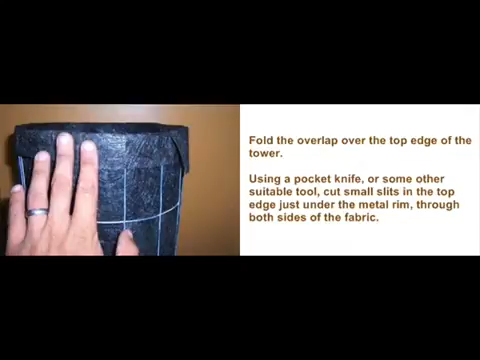 Fold the overlap over the top edge of the
tower.
Using a pocket knife, or some other
suitable tool, cut small slits in the top
edge just under the metal rim, through
both sides of the fabric.